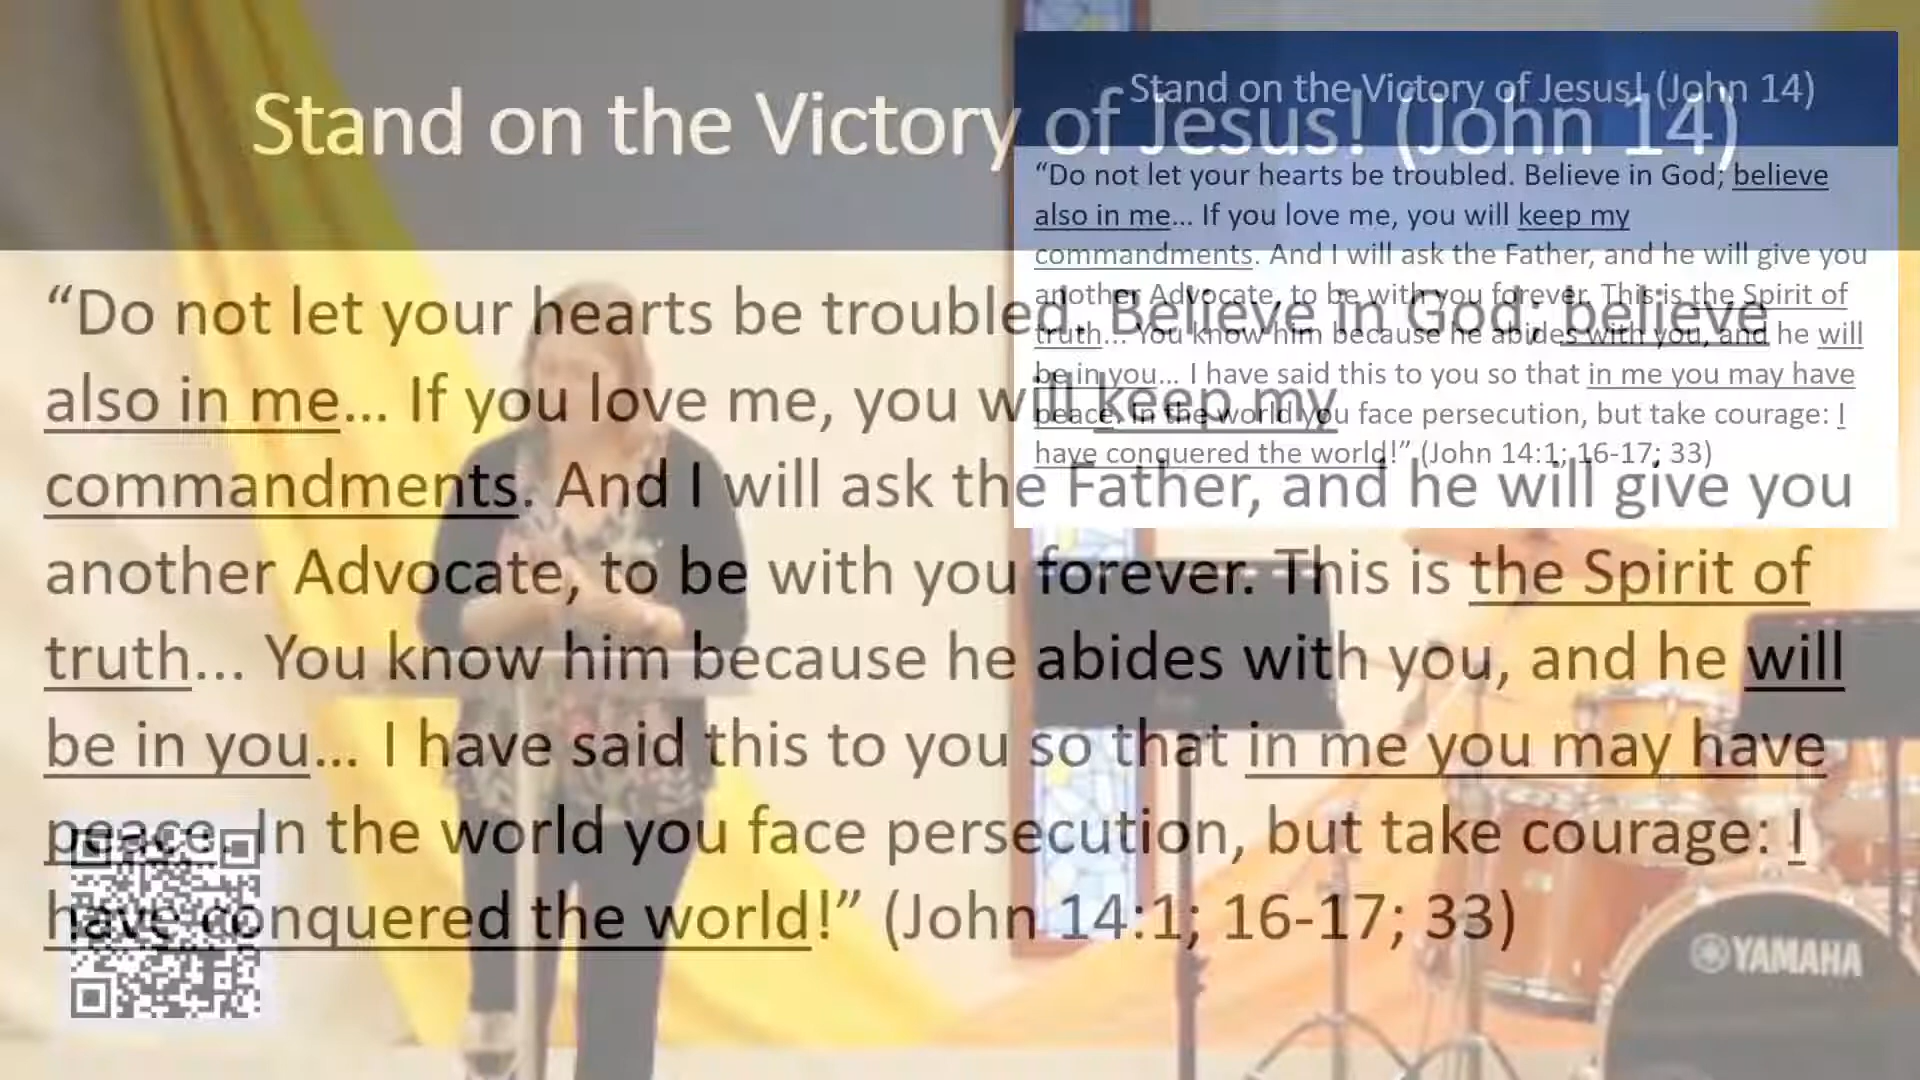 Stand on the Victory of Jesus! (John 14)
“Do not let your hearts be troubled. Believe in God; believe
also in me... If you love me, you will keep my
commandments. And I will ask the Father, and he will give you
another Advocate, to be with you forever. This is the Spirit of
truth... You know him because he abides with you, and he will
be in you... I have said this to you so that in me you may have
peace. In the world you face persecution, but take courage: I
have conquered the world!” (John 14:1; 16-17; 33)
Stand on the Victory of Jesus! (John 14)
“Do not let your hearts be troubled. Believe in God; believe
also in me... If you love me, you will keep my
commandments. And I will ask the Father, and he will give you
another Advocate, to be with you forever. This is the Spirit of
truth... You know him because he abides with you, and he will
be in you... I have said this to you so that in me you may have
peace. In the world you face persecution, but take courage: I
have conquered the world!” (John 14:1; 16-17; 33)
YAMAHA